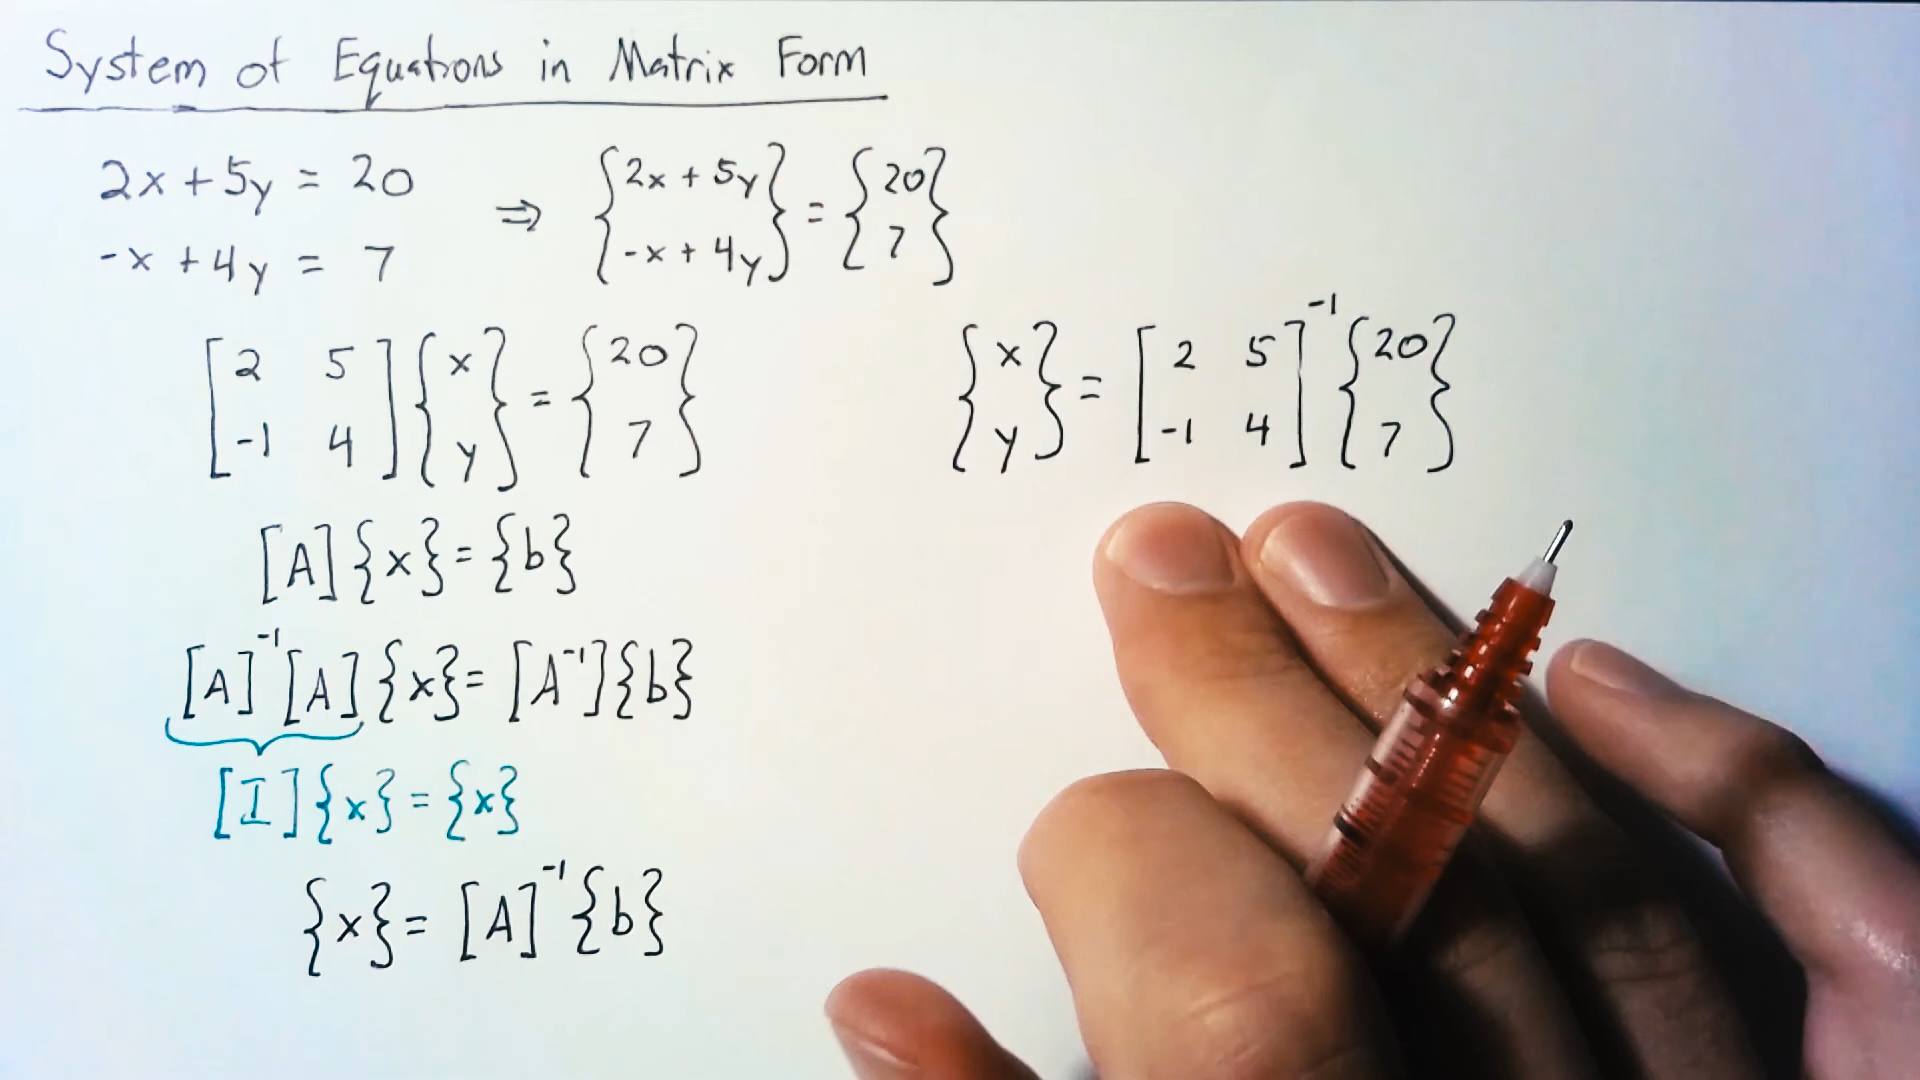 System of Equations in Matrix Form
2x + 5y = 20 ⇒ {2x + 5y} = {20}
-x + 4y = 7 {-x + 4y} {7}
[2 5] {x} = {20}
[-1 4] {y} {7}
{x} = [2 5]⁻¹ {20}
{y} [-1 4] {7}
[A]{x} = {b}
[A]⁻¹[A]{x} = [A⁻¹]{b}
[I]{x} = {x}
{x} = [A]⁻¹{b}